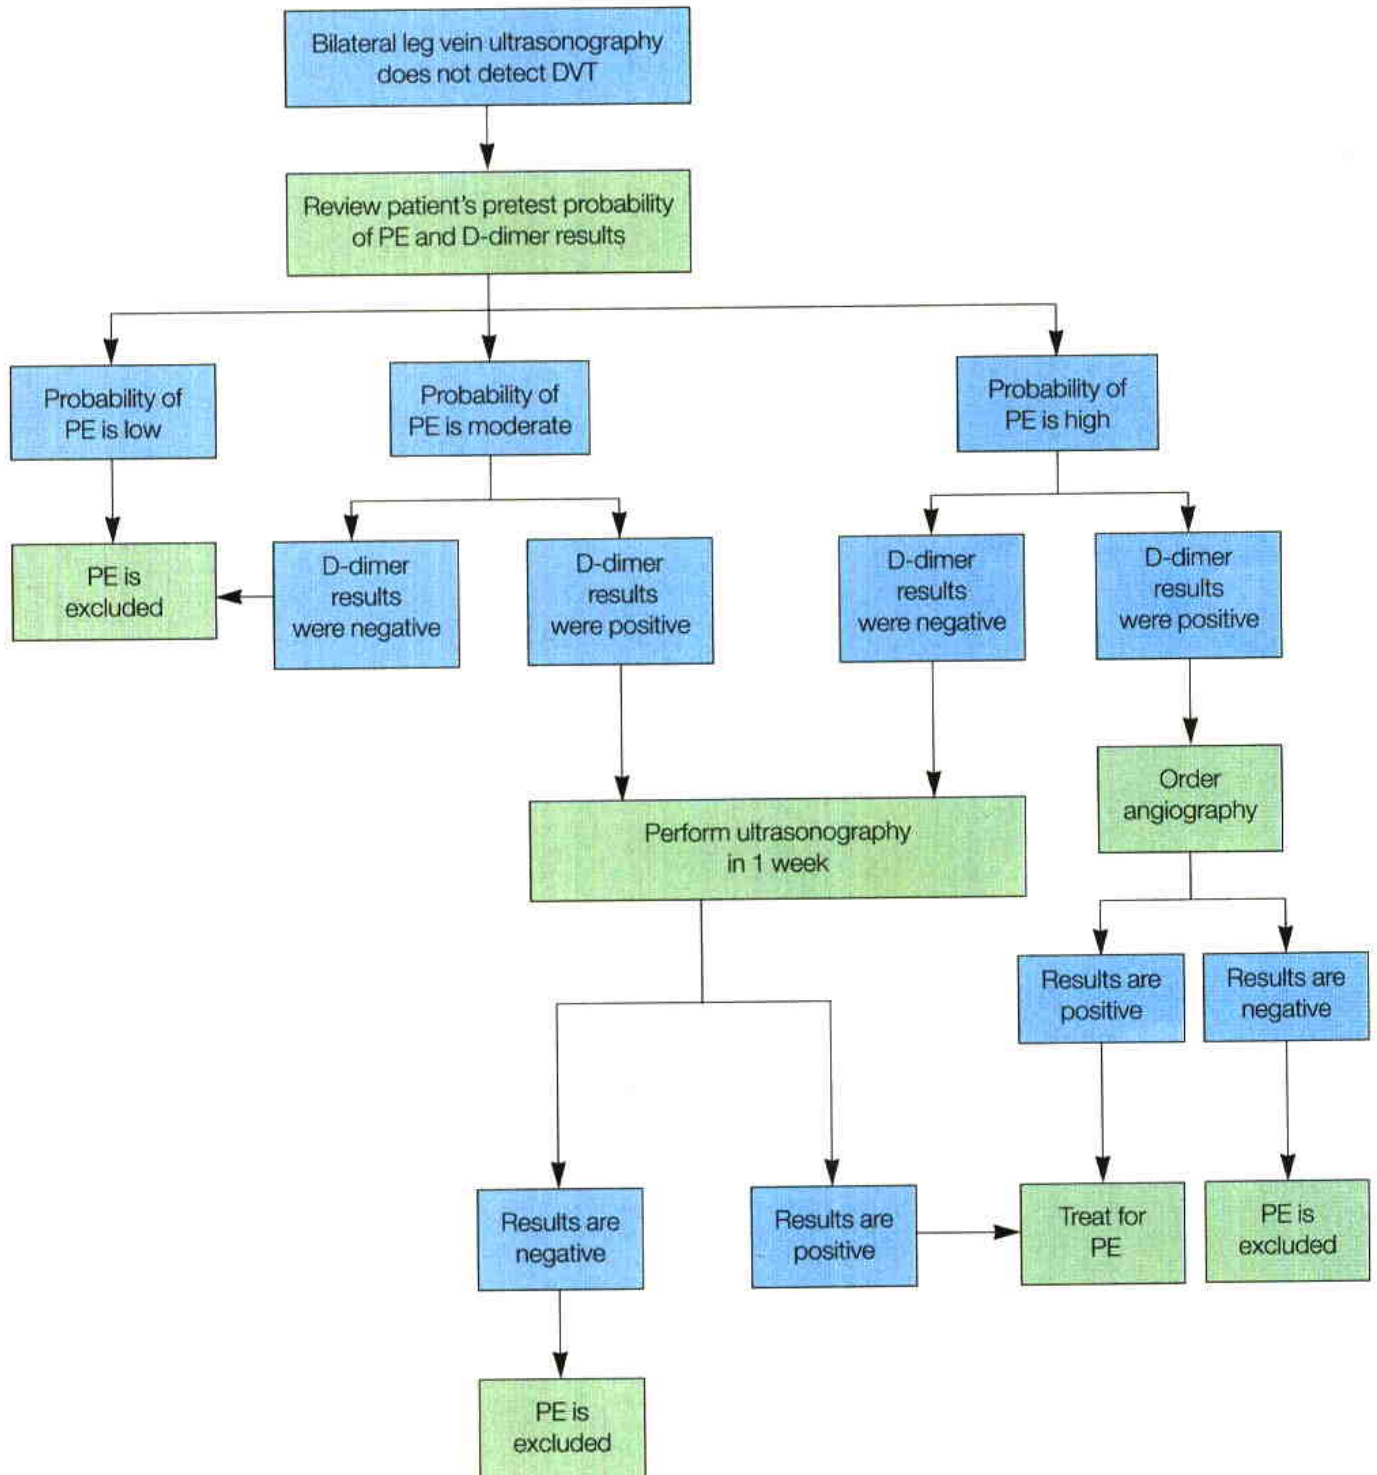 Bilateral leg vein ultrasonography
does not detect DVT
Review patient's pretest probability
of PE and D-dimer results
Probability of
PE is low
Probability of
PE is moderate
Probability of
PE is high
PE is
excluded
D-dimer
results
were negative
D-dimer
results
were positive
D-dimer
results
were negative
D-dimer
results
were positive
Perform ultrasonography
in 1 week
Order
angiography
Results are
positive
Results are
negative
Results are
negative
Results are
positive
Treat for
PE
PE is
excluded
PE is
excluded